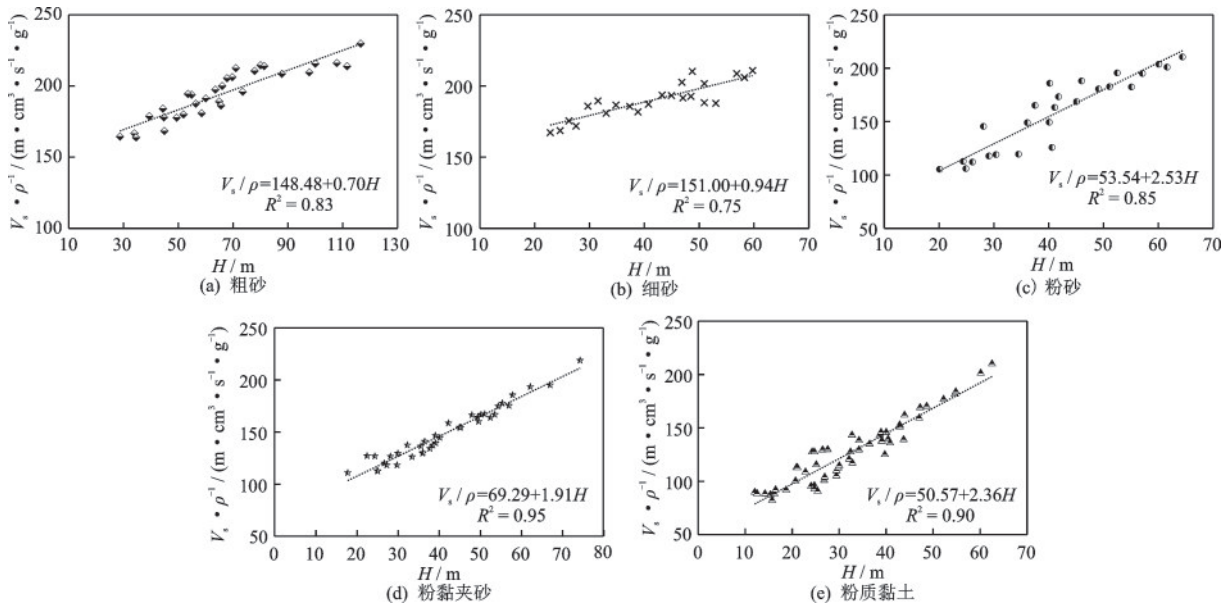 250
200
150
100
V_s · ρ⁻¹ / (m · cm³ · s⁻¹ · g⁻¹)
V_s / ρ=148.48+0.70H
R² = 0.83
10 30 50 70 90 110 130
H / m
(a) 粗砂
250
200
150
100
V_s · ρ⁻¹ / (m · cm³ · s⁻¹ · g⁻¹)
V_s / ρ=151.00+0.94H
R² = 0.75
10 20 30 40 50 60 70
H / m
(b) 细砂
250
200
150
100
50
V_s · ρ⁻¹ / (m · cm³ · s⁻¹ · g⁻¹)
V_s / ρ=53.54+2.53H
R² = 0.85
10 20 30 40 50 60 70
H / m
(c) 粉砂
250
200
150
100
50
V_s · ρ⁻¹ / (m · cm³ · s⁻¹ · g⁻¹)
V_s / ρ=69.29+1.91H
R² = 0.95
0 10 20 30 40 50 60 70 80
H / m
(d) 粉黏夹砂
250
200
150
100
50
V_s · ρ⁻¹ / (m · cm³ · s⁻¹ · g⁻¹)
V_s / ρ=50.57+2.36H
R² = 0.90
0 10 20 30 40 50 60 70
H / m
(e) 粉质黏土